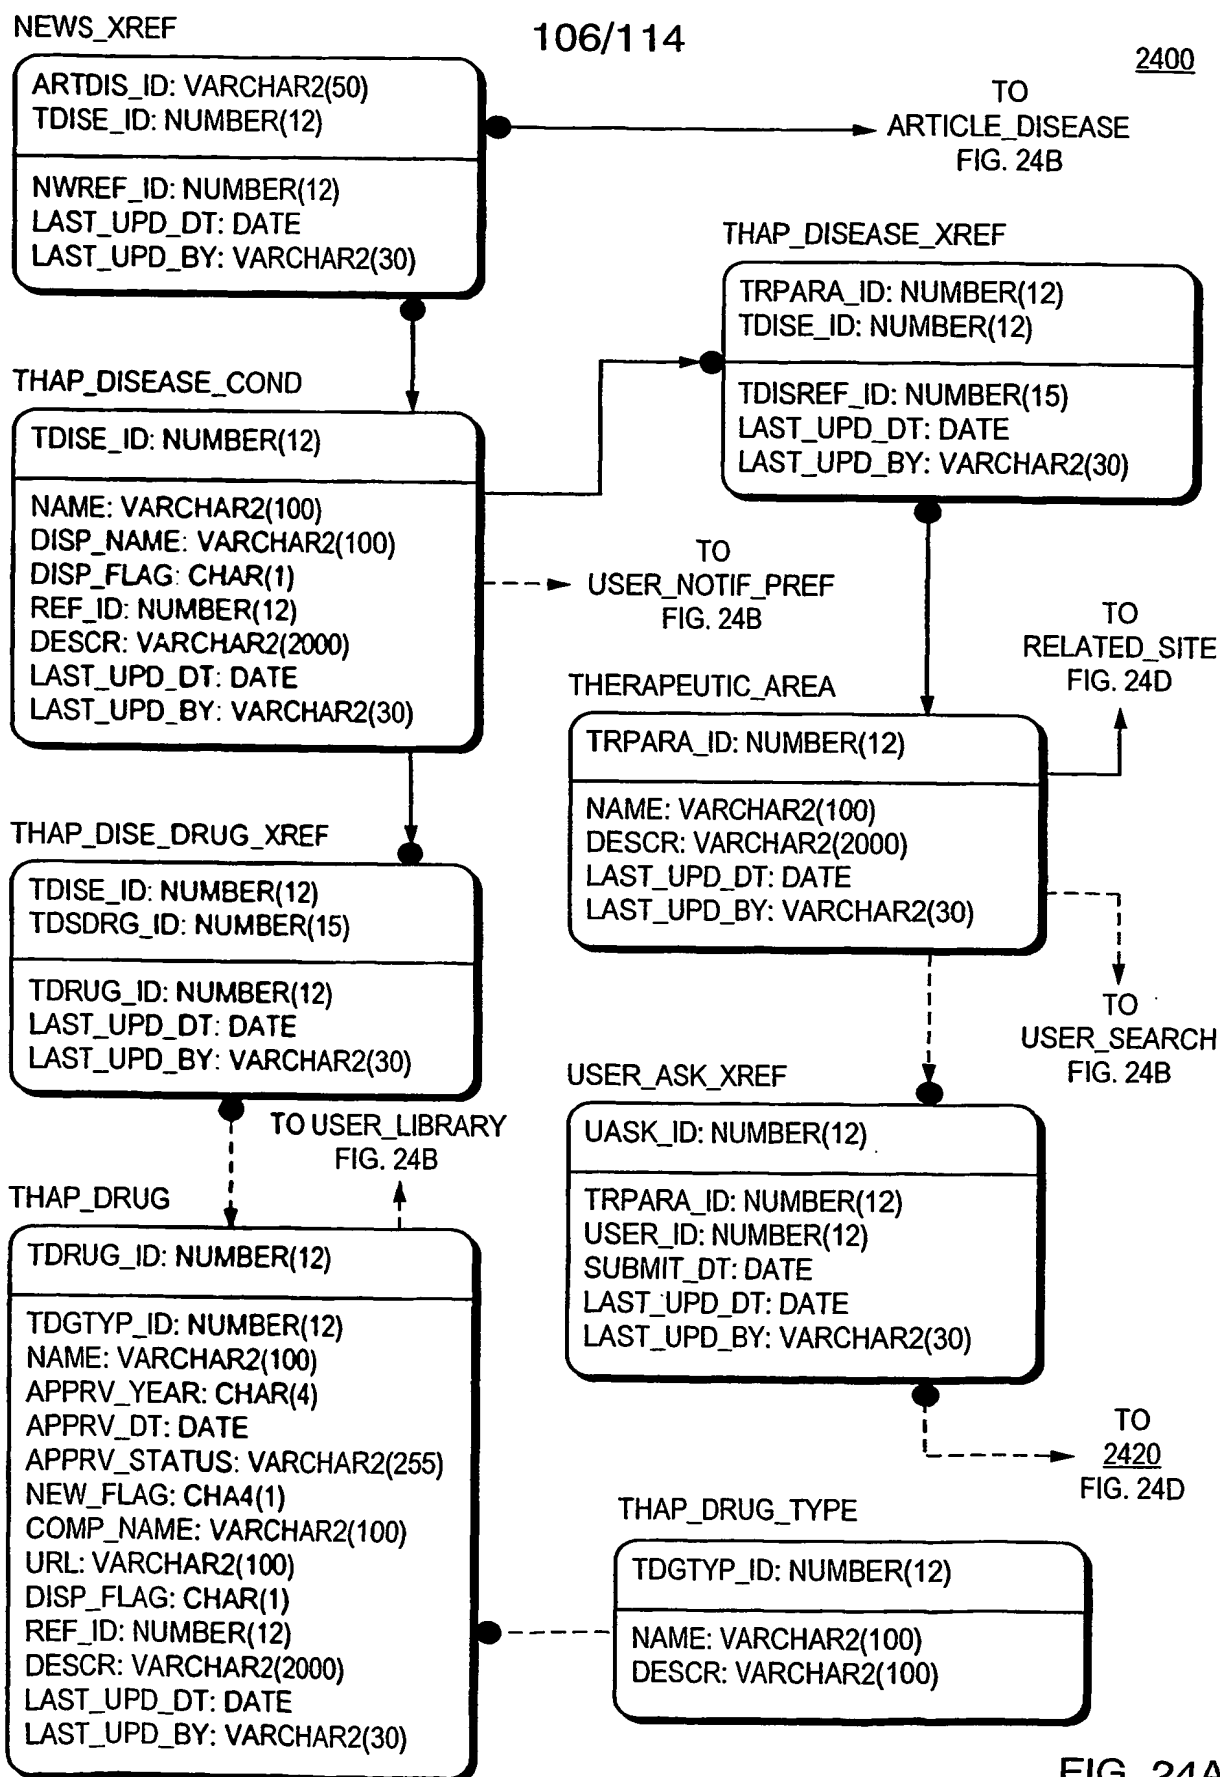 106/114
2400
NEWS_XREF
ARTDIS_ID: VARCHAR2(50)
TDISE_ID: NUMBER(12)
NWREF_ID: NUMBER(12)
LAST_UPD_DT: DATE
LAST_UPD_BY: VARCHAR2(30)
TO
ARTICLE_DISEASE
FIG. 24B
THAP_DISEASE_XREF
TRPARA_ID: NUMBER(12)
TDISE_ID: NUMBER(12)
TDISREF_ID: NUMBER(15)
LAST_UPD_DT: DATE
LAST_UPD_BY: VARCHAR2(30)
THAP_DISEASE_COND
TDISE_ID: NUMBER(12)
NAME: VARCHAR2(100)
DISP_NAME: VARCHAR2(100)
DISP_FLAG: CHAR(1)
REF_ID: NUMBER(12)
DESCR: VARCHAR2(2000)
LAST_UPD_DT: DATE
LAST_UPD_BY: VARCHAR2(30)
TO
USER_NOTIF_PREF
FIG. 24B
TO
RELATED_SITE
FIG. 24D
THERAPEUTIC_AREA
TRPARA_ID: NUMBER(12)
NAME: VARCHAR2(100)
DESCR: VARCHAR2(2000)
LAST_UPD_DT: DATE
LAST_UPD_BY: VARCHAR2(30)
TO
USER_SEARCH
FIG. 24B
THAP_DISE_DRUG_XREF
TDISE_ID: NUMBER(12)
TDSDRG_ID: NUMBER(15)
TDRUG_ID: NUMBER(12)
LAST_UPD_DT: DATE
LAST_UPD_BY: VARCHAR2(30)
TO USER_LIBRARY
FIG. 24B
USER_ASK_XREF
UASK_ID: NUMBER(12)
TRPARA_ID: NUMBER(12)
USER_ID: NUMBER(12)
SUBMIT_DT: DATE
LAST_UPD_DT: DATE
LAST_UPD_BY: VARCHAR2(30)
TO
2420
FIG. 24D
THAP_DRUG
TDRUG_ID: NUMBER(12)
TDGTYP_ID: NUMBER(12)
NAME: VARCHAR2(100)
APPRV_YEAR: CHAR(4)
APPRV_DT: DATE
APPRV_STATUS: VARCHAR2(255)
NEW_FLAG: CHA4(1)
COMP_NAME: VARCHAR2(100)
URL: VARCHAR2(100)
DISP_FLAG: CHAR(1)
REF_ID: NUMBER(12)
DESCR: VARCHAR2(2000)
LAST_UPD_DT: DATE
LAST_UPD_BY: VARCHAR2(30)
THAP_DRUG_TYPE
TDGTYP_ID: NUMBER(12)
NAME: VARCHAR2(100)
DESCR: VARCHAR2(100)
FIG. 24A